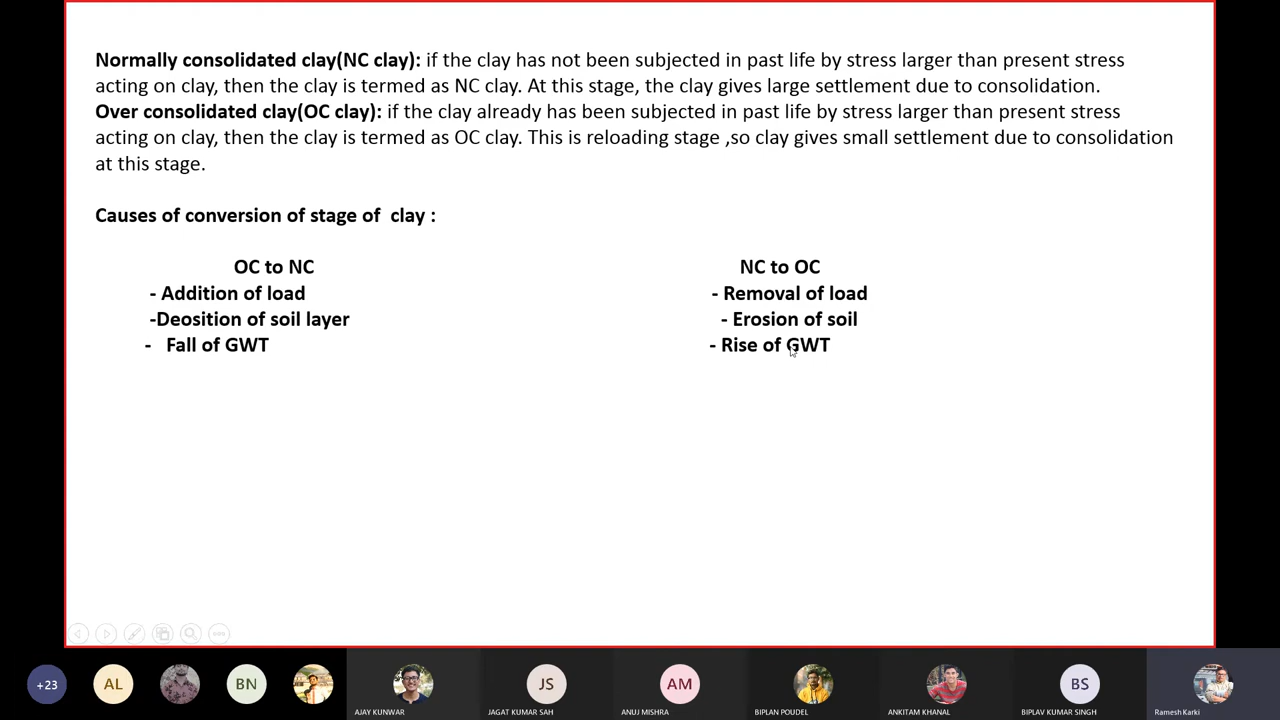 Normally consolidated clay(NC clay): if the clay has not been subjected in past life by stress larger than present stress
acting on clay, then the clay is termed as NC clay. At this stage, the clay gives large settlement due to consolidation.
Over consolidated clay(OC clay): if the clay already has been subjected in past life by stress larger than present stress
acting on clay, then the clay is termed as OC clay. This is reloading stage ,so clay gives small settlement due to consolidation
at this stage.
Causes of conversion of stage of clay :
OC to NC
- Addition of load
-Deosition of soil layer
- Fall of GWT
NC to OC
- Removal of load
- Erosion of soil
- Rise of GWT
+23
AL
BN
AJAY KUNWAR
JS
JAGAT KUMAR SAH
AM
ANUJ MISHRA
BIPLAN POUDEL
ANKITAM KHANAL
BS
BIPLAV KUMAR SINGH
Ramesh Karki